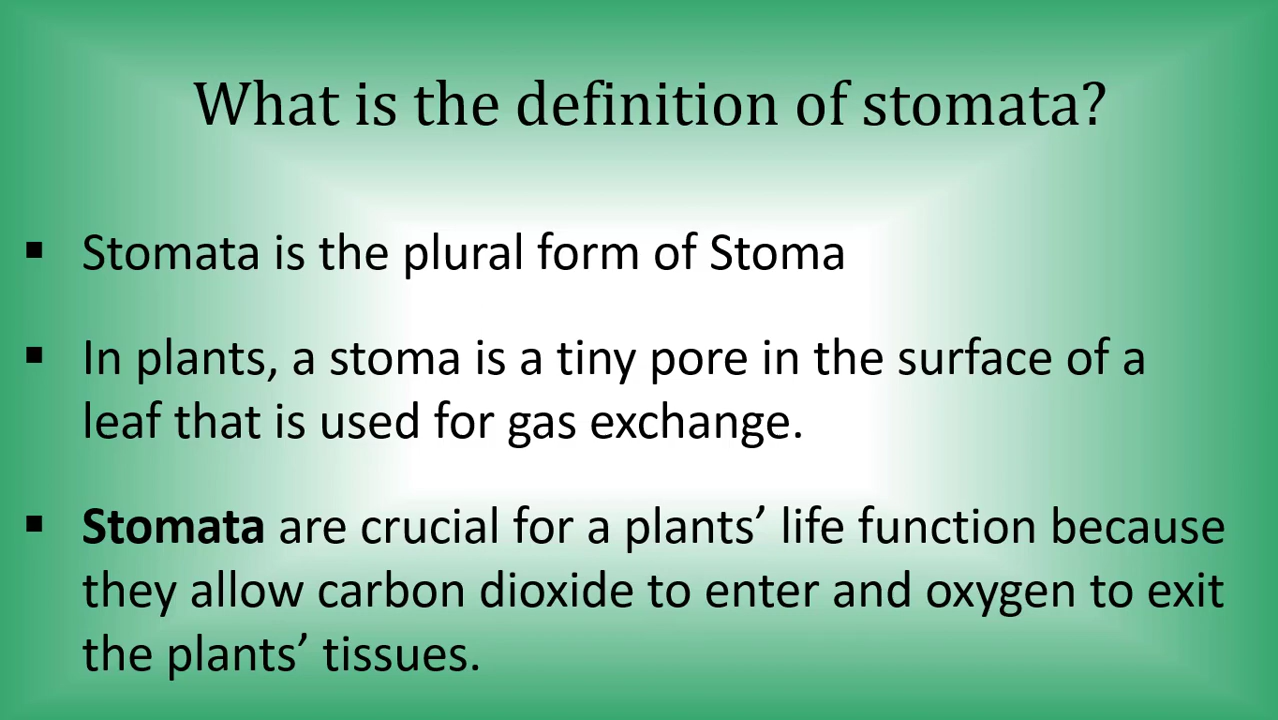 What is the definition of stomata?
▪ Stomata is the plural form of Stoma
▪ In plants, a stoma is a tiny pore in the surface of a
leaf that is used for gas exchange.
▪ Stomata are crucial for a plants’ life function because
they allow carbon dioxide to enter and oxygen to exit
the plants’ tissues.